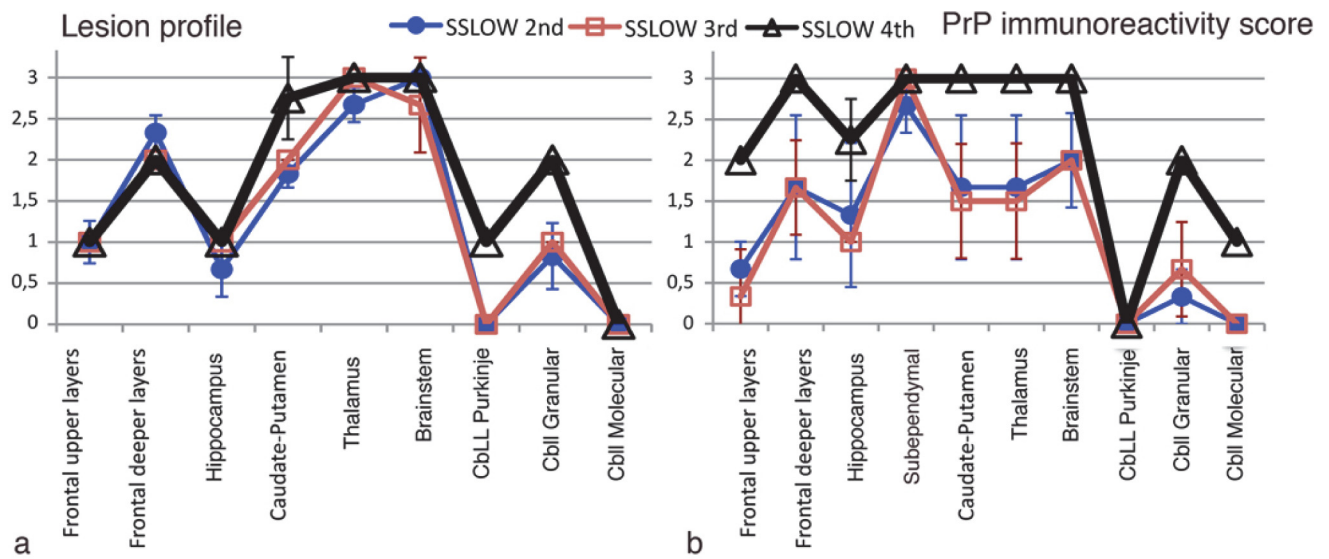 Lesion profile
SSLOW 2nd SSLOW 3rd SSLOW 4th
PrP immunoreactivity score
3
2,5
2
1,5
1
0,5
0
Frontal upper layers
Frontal deeper layers
Hippocampus
Caudate-Putamen
Thalamus
Brainstem
CbLL Purkinje
Cbll Granular
Cbll Molecular
a
3
2,5
2
1,5
1
0,5
0
Frontal upper layers
Frontal deeper layers
Hippocampus
Subependymal
Caudate-Putamen
Thalamus
Brainstem
CbLL Purkinje
Cbll Granular
Cbll Molecular
b